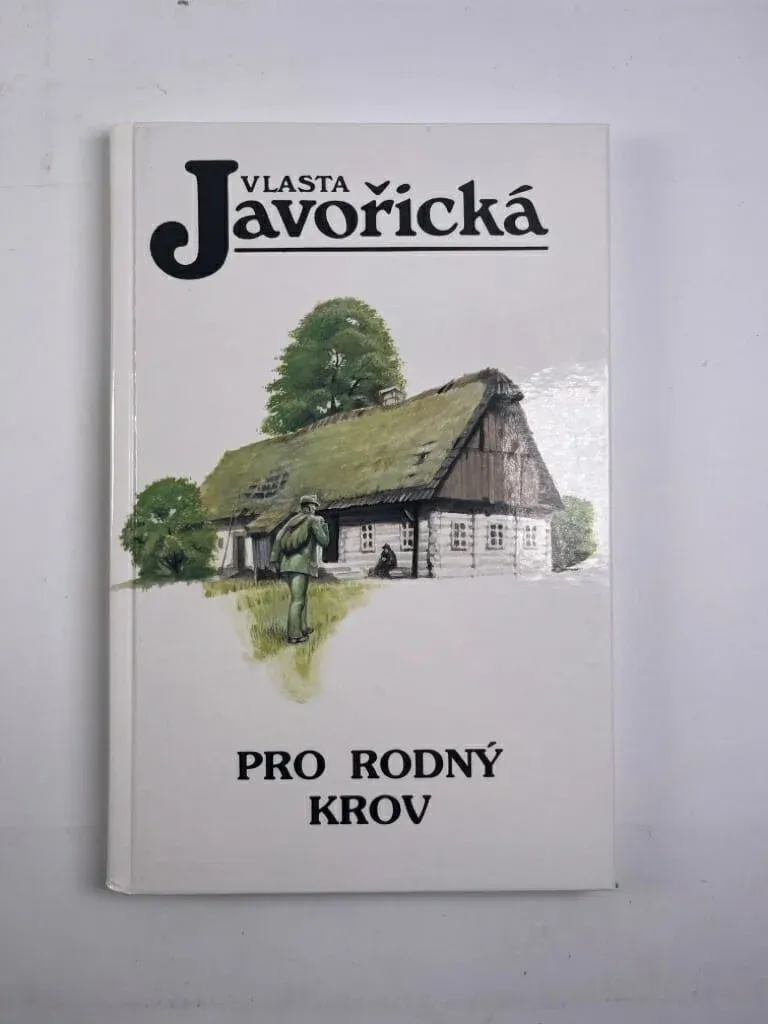 VLASTA
Javořická
PRO RODNÝ
KROV